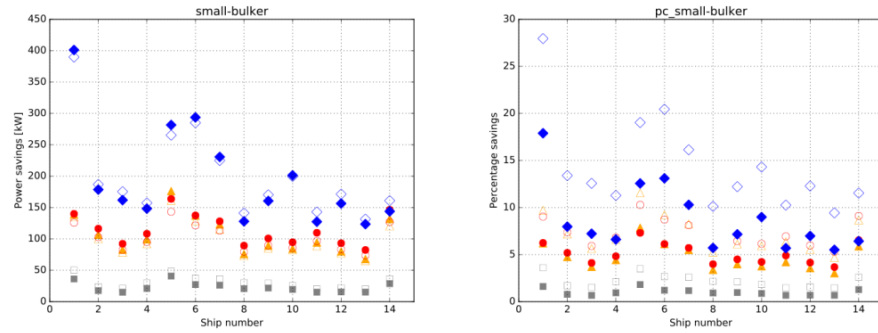 small-bulker
450
400
350
300
250
200
150
100
50
0
Power savings [kW]
0 2 4 6 8 10 12 14
Ship number
pc_small-bulker
30
25
20
15
10
5
0
Percentage savings
0 2 4 6 8 10 12 14
Ship number